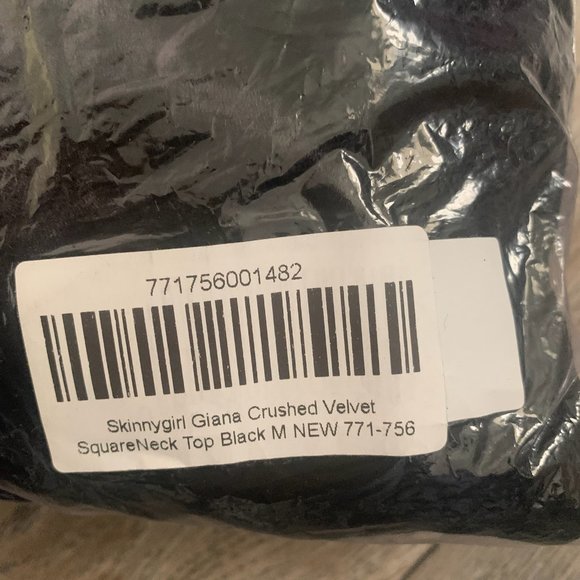 771756001482
Skinnygirl Giana Crushed Velvet
SquareNeck Top Black M NEW 771-756